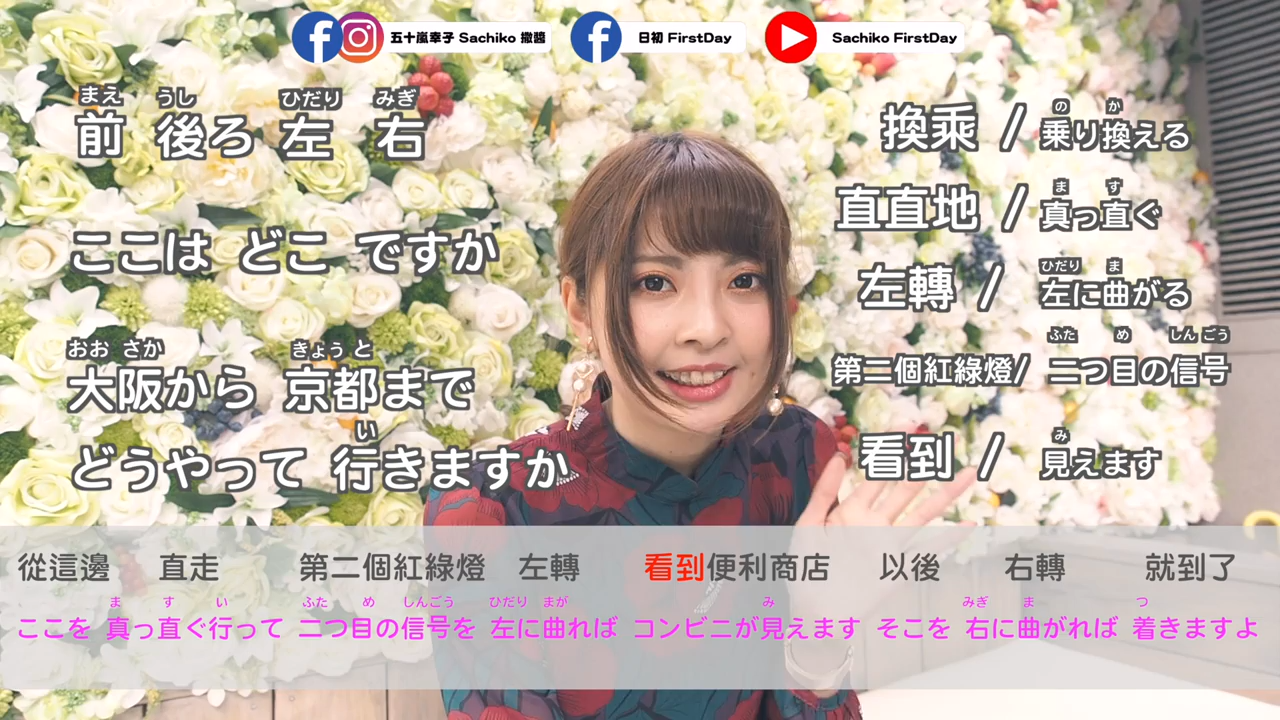 五十嵐幸子 Sachiko 撒醬
日初 FirstDay
Sachiko FirstDay
まえ うし ひだり みぎ
前 後ろ 左 右
ここは どこ ですか
おお さか きょう と
大阪から 京都まで
い
どうやって 行きますか
の か
換乘 / 乗り換える
ま す
直直地 / 真っ直ぐ
ひだり ま
左轉 / 左に曲がる
ふた め しん ごう
第二個紅綠燈/ 二つ目の信号
み
看到 / 見えます
從這邊 直走 第二個紅綠燈 左轉 看到便利商店 以後 右轉 就到了
ま す い ふた め しんごう ひだり まが み みぎ ま つ
ここを 真っ直ぐ行って 二つ目の信号を 左に曲れば コンビニが見えます そこを 右に曲がれば 着きますよ